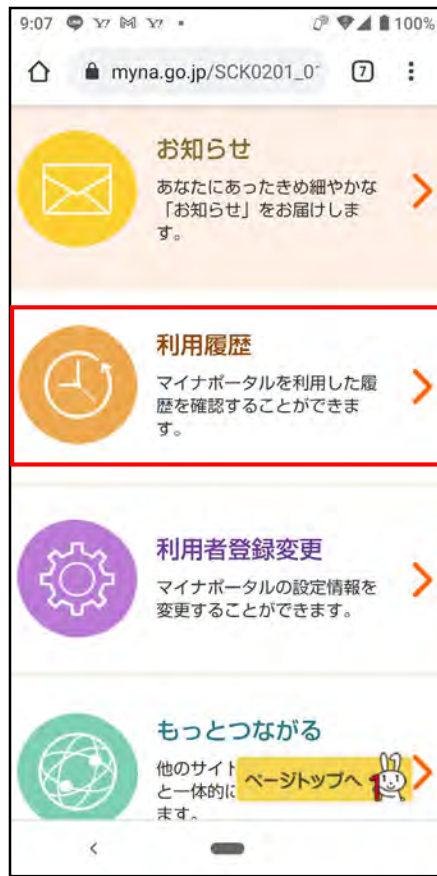 9:07
100%
myna.go.jp/SCK0201_0
7
お知らせ
あなたにあったきめ細やかな
「お知らせ」をお届けしま
す。
利用履歴
マイナポータルを利用した履
歴を確認することができま
す。
利用者登録変更
マイナポータルの設定情報を
変更することができます。
もっとつながる
他のサイト
と一体的に
ます。
ページトップへ